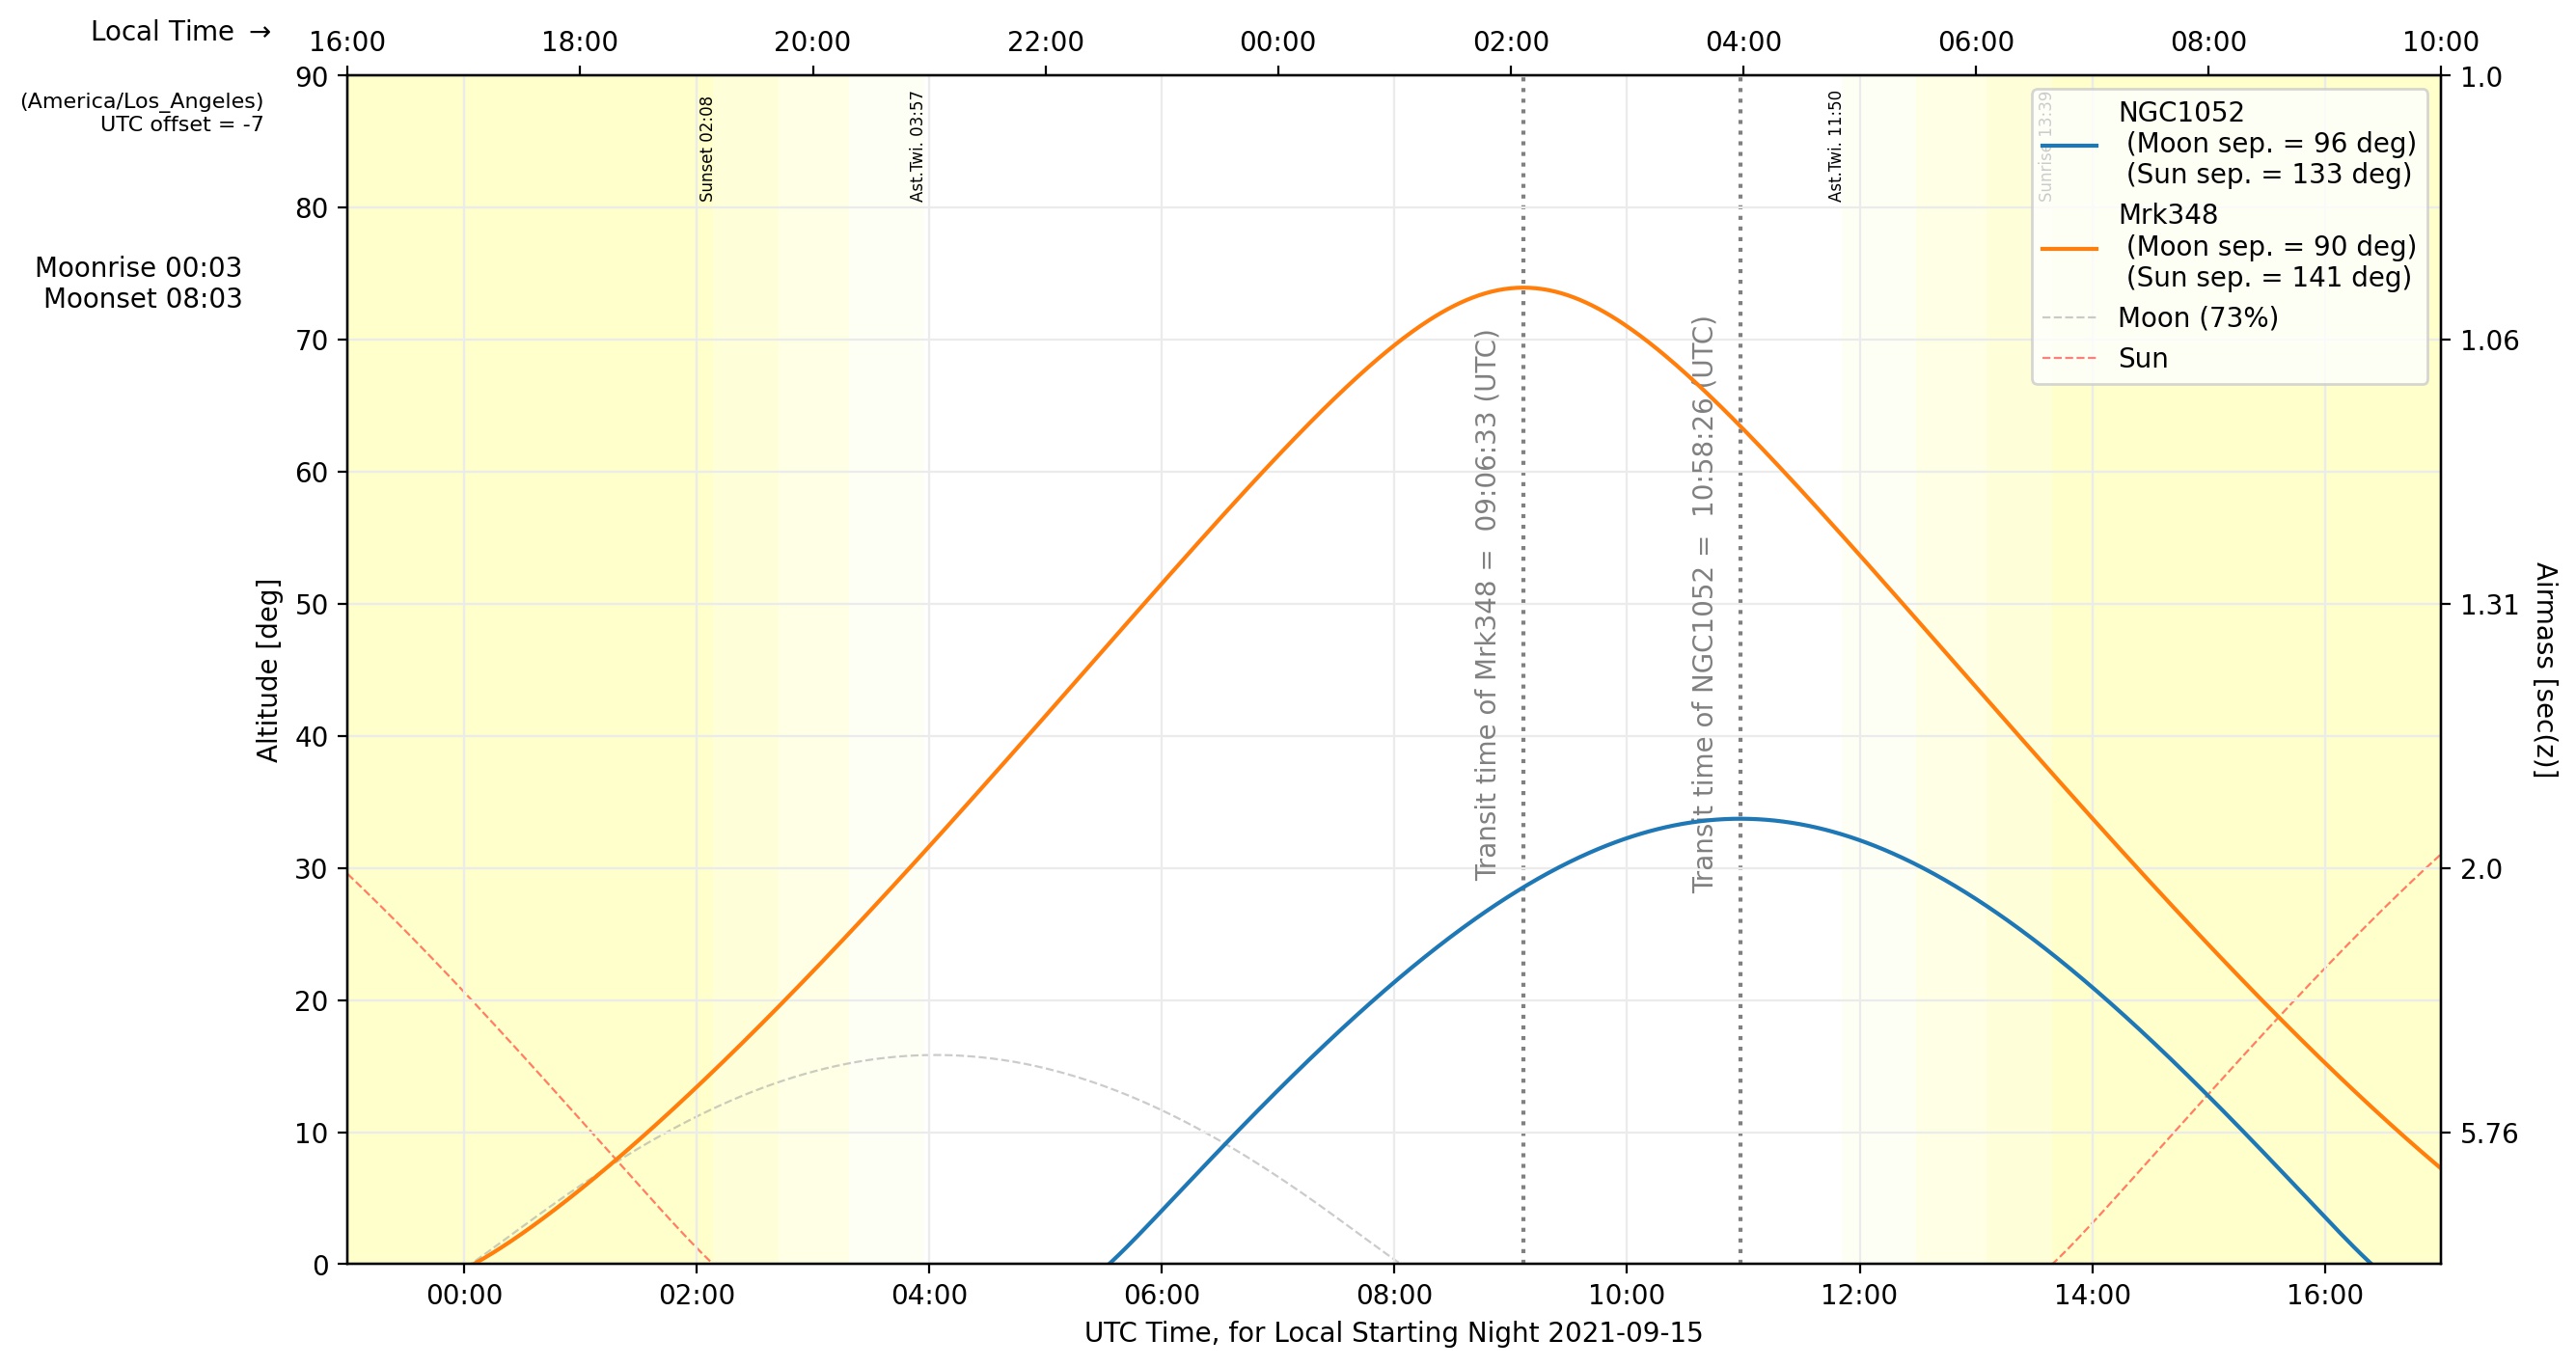 Local Time →
16:00 18:00 20:00 22:00 00:00 02:00 04:00 06:00 08:00 10:00
(America/Los_Angeles)
UTC offset = -7
Moonrise 00:03
Moonset 08:03
Altitude [deg]
90
80
70
60
50
40
30
20
10
0
Sunset 02:08
Ast.Twi. 03:57
Transit time of Mrk348 = 09:06:33 (UTC)
Transit time of NGC1052 = 10:58:26 (UTC)
Ast.Twi. 11:50
Sunrise 13:39
NGC1052
(Moon sep. = 96 deg)
(Sun sep. = 133 deg)
Mrk348
(Moon sep. = 90 deg)
(Sun sep. = 141 deg)
Moon (73%)
Sun
1.0
1.06
1.31
2.0
5.76
Airmass [sec(z)]
00:00 02:00 04:00 06:00 08:00 10:00 12:00 14:00 16:00
UTC Time, for Local Starting Night 2021-09-15